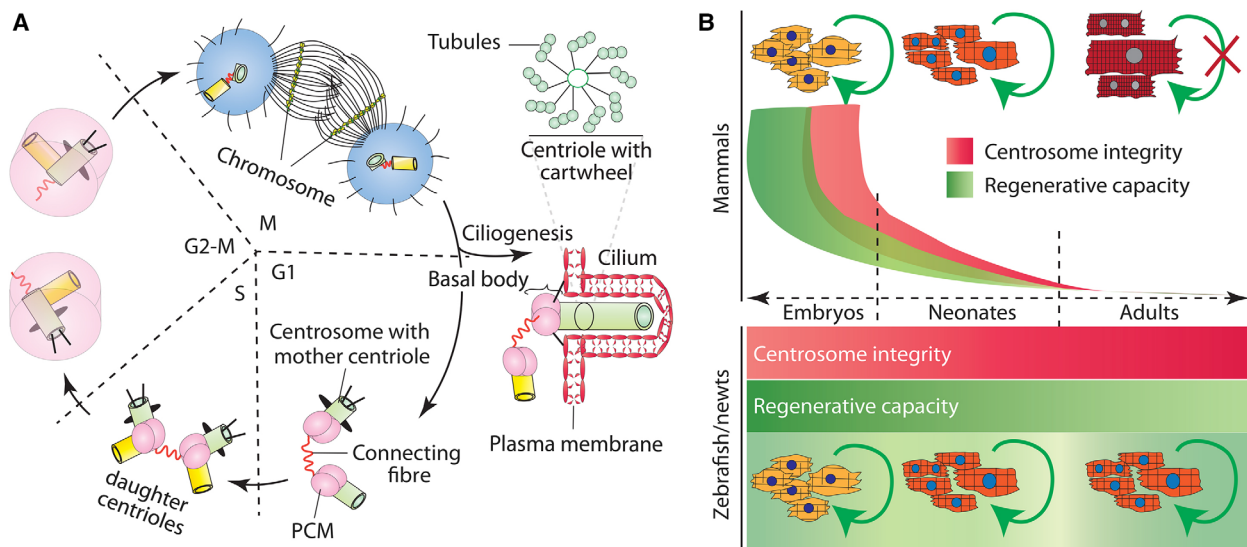 A
Tubules
Centriole with
cartwheel
Chromosome
M
G2-M
G1
S
Ciliogenesis
Cilium
Basal body
Centrosome with
mother centriole
Connecting
fibre
Plasma membrane
daughter
centrioles
PCM
B
Mammals
Centrosome integrity
Regenerative capacity
Embryos
Neonates
Adults
Zebrafish/newts
Centrosome integrity
Regenerative capacity